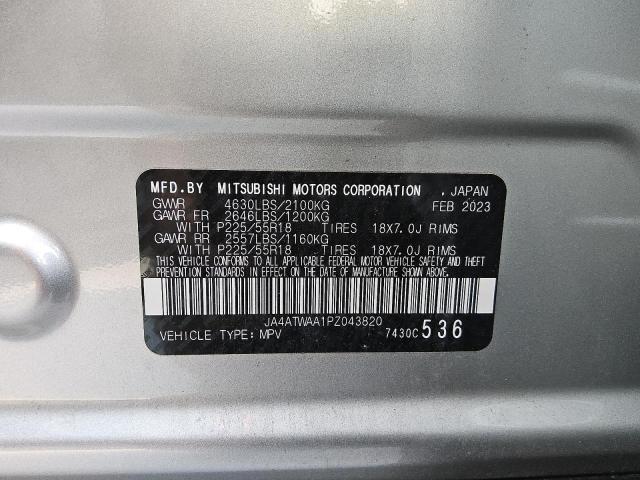 MFD.BY MITSUBISHI MOTORS CORPORATION , JAPAN
GWVR 4630LBS/2100KG FEB 2023
GAWR FR 2646LBS/1200KG
WITH P225/55R18 TIRES 18X7.0J RIMS
GAWR RR 2557LBS/1160KG
WITH P225/55R18 TIRES 18X7.0J RIMS
THIS VEHICLE CONFORMS TO ALL APPLICABLE FEDERAL MOTOR VEHICLE SAFETY AND THEFT
PREVENTION STANDARDS IN EFFECT ON THE DATE OF MANUFACTURE SHOWN ABOVE.
JA4ATWAA1PZ043820
VEHICLE TYPE: MPV 7430C 536